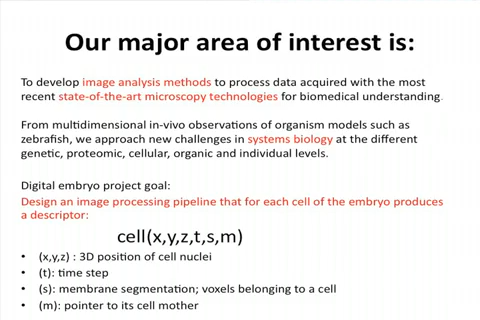 Our major area of interest is:
To develop image analysis methods to process data acquired with the most
recent state-of-the-art microscopy technologies for biomedical understanding.
From multidimensional in-vivo observations of organism models such as
zebrafish, we approach new challenges in systems biology at the different
genetic, proteomic, cellular, organic and individual levels.
Digital embryo project goal:
Design an image processing pipeline that for each cell of the embryo produces
a descriptor:
cell(x,y,z,t,s,m)
• (x,y,z) : 3D position of cell nuclei
• (t): time step
• (s): membrane segmentation; voxels belonging to a cell
• (m): pointer to its cell mother